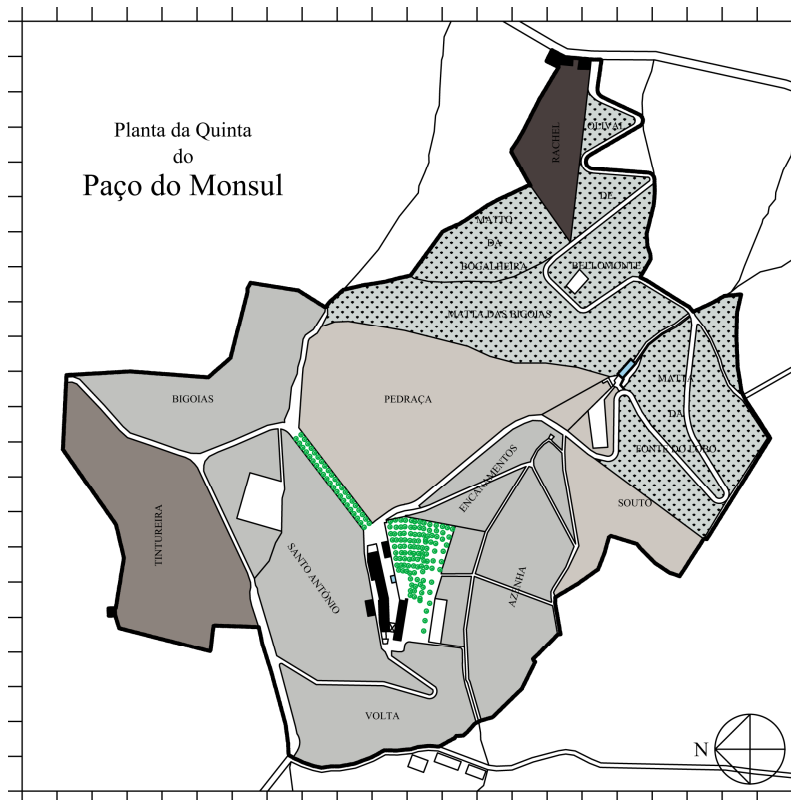 Planta da Quinta
do
Paço do Monsul
OLIVAL
RACHEL
DE
MATTO
DA
BOGALHEIRA
BELLOMONTE
MATTA DAS BIGOIAS
MATTA
DA
FONTE DO LOBO
BIGOIAS
PEDRAÇA
ENCANAMENTOS
SOUTO
TINTUREIRA
SANTO ANTÓNIO
AZENHA
VOLTA
N